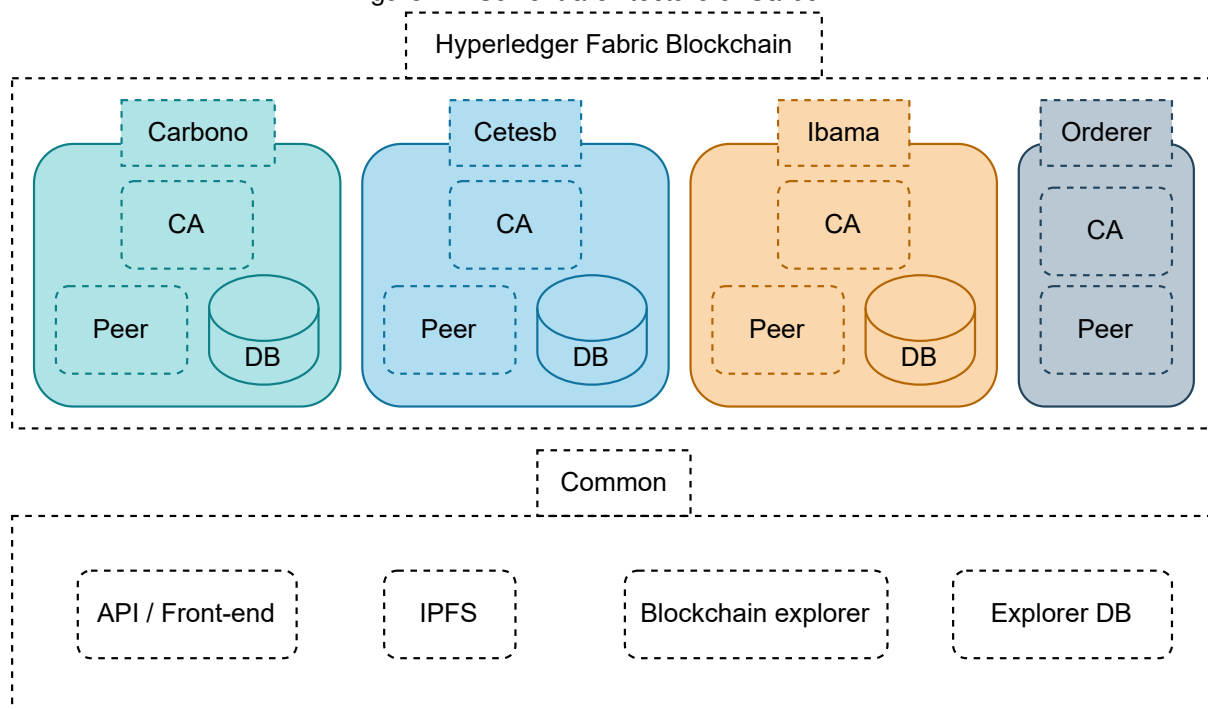 Hyperledger Fabric Blockchain
Carbono
Cetesb
Ibama
Orderer
CA
CA
CA
CA
Peer
DB
Peer
DB
Peer
DB
Peer
Common
API / Front-end
IPFS
Blockchain explorer
Explorer DB